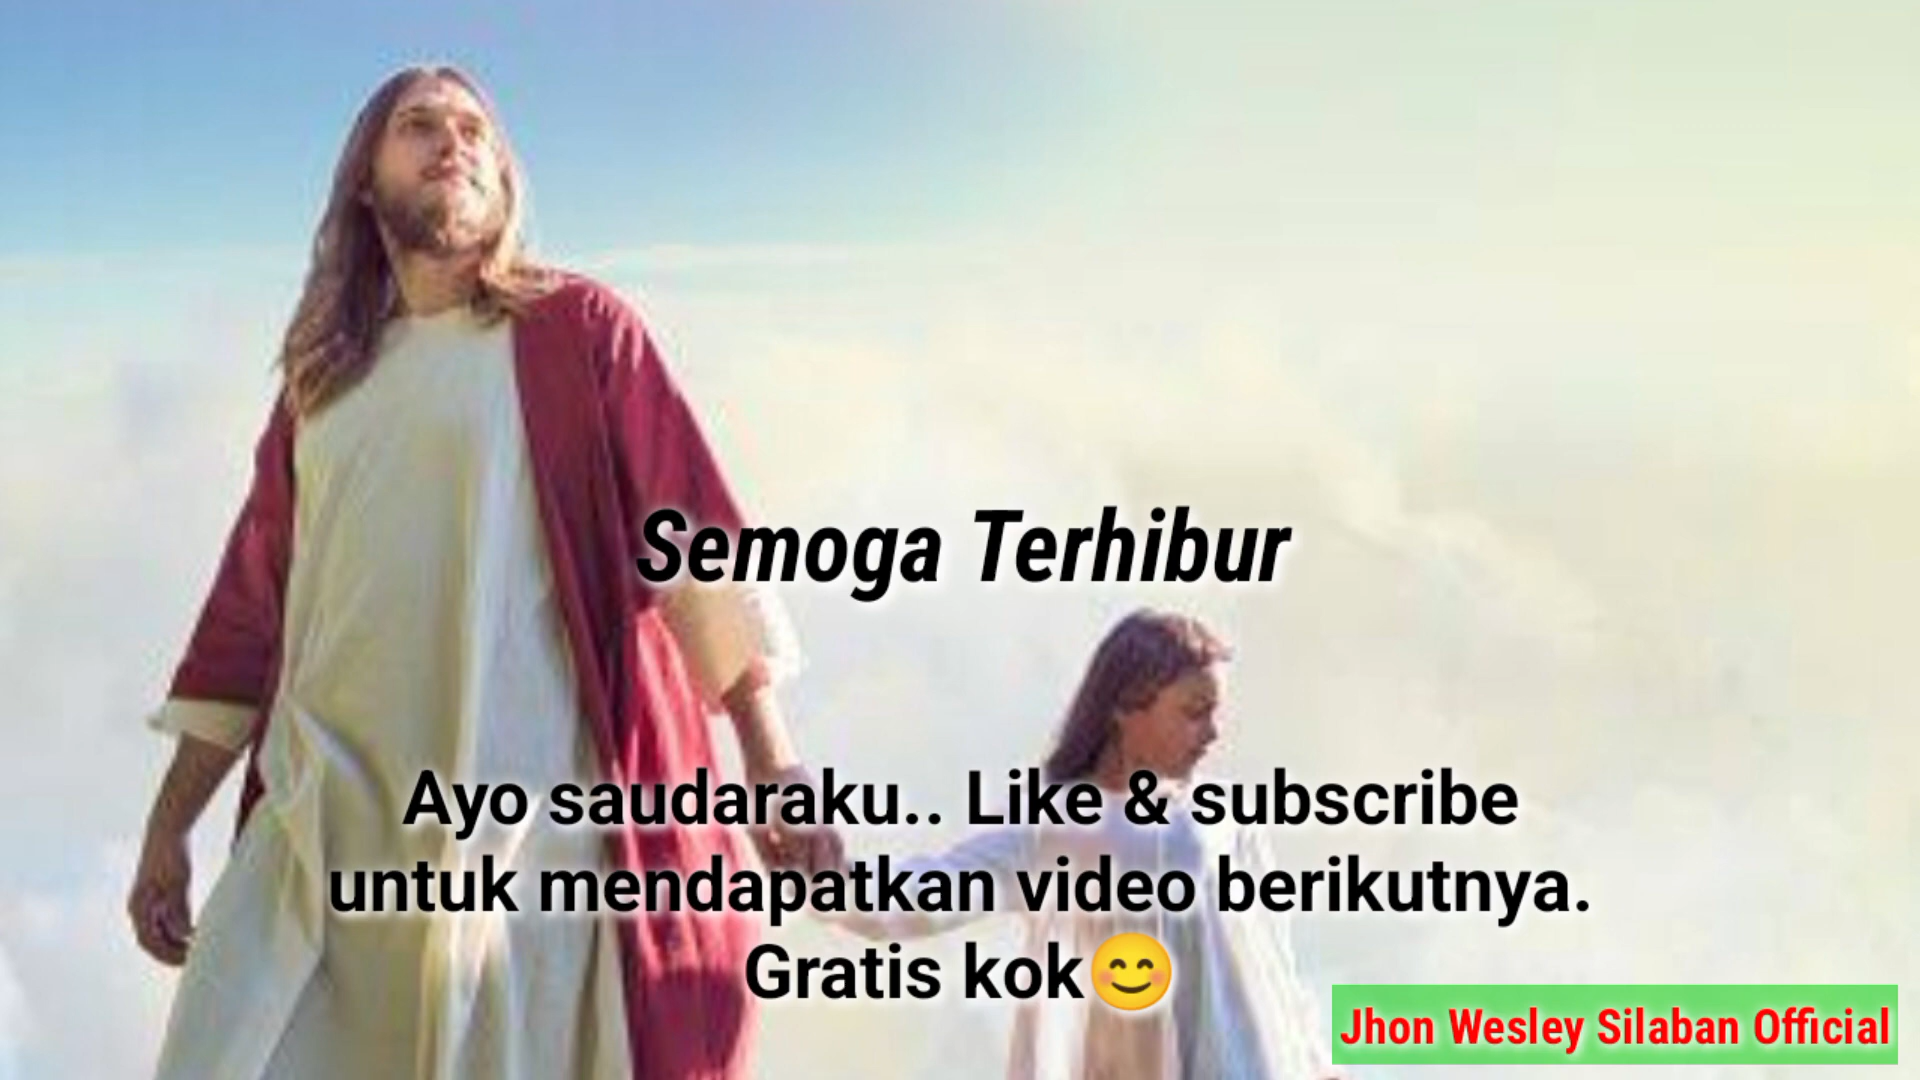 Semoga Terhibur
Ayo saudaraku.. Like & subscribe
untuk mendapatkan video berikutnya.
Gratis kok😊
Jhon Wesley Silaban Official